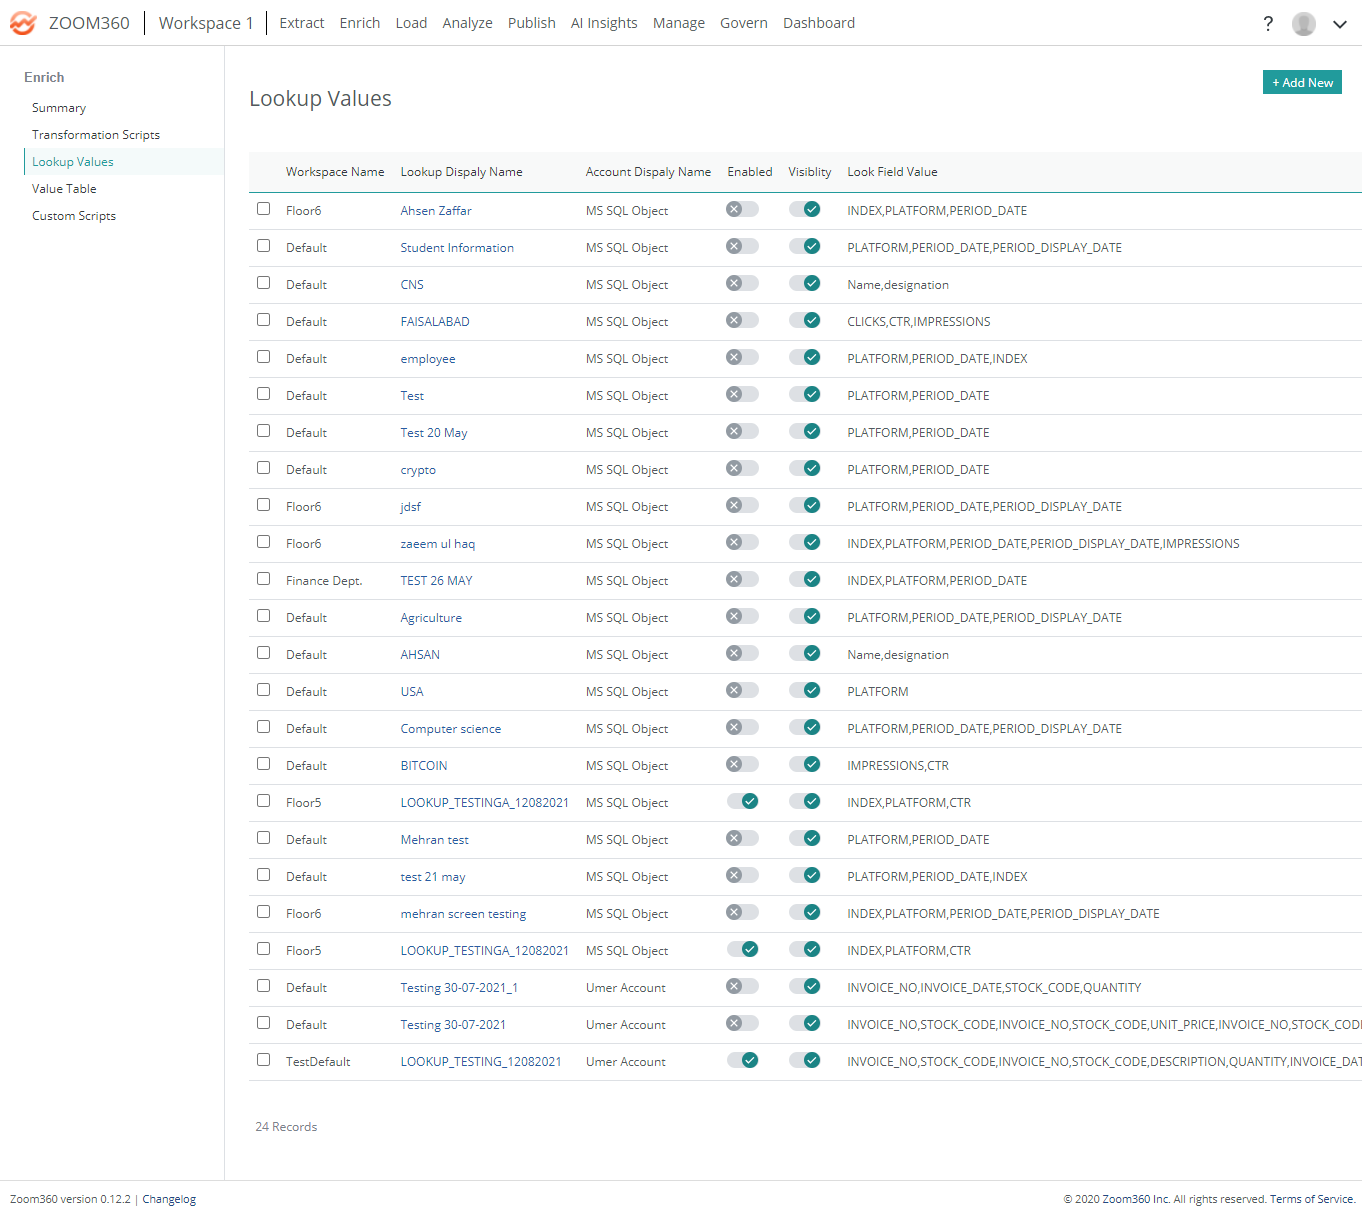 ZOOM360 Workspace 1 Extract Enrich Load Analyze Publish AI Insights Manage Govern Dashboard ?
Enrich
Summary
Transformation Scripts
Lookup Values
Value Table
Custom Scripts
Lookup Values
+ Add New
Workspace Name Lookup Dispaly Name Account Dispaly Name Enabled Visiblity Look Field Value
Floor6 Ahsen Zaffar MS SQL Object INDEX,PLATFORM,PERIOD_DATE
Default Student Information MS SQL Object PLATFORM,PERIOD_DATE,PERIOD_DISPLAY_DATE
Default CNS MS SQL Object Name,designation
Default FAISALABAD MS SQL Object CLICKS,CTR,IMPRESSIONS
Default employee MS SQL Object PLATFORM,PERIOD_DATE,INDEX
Default Test MS SQL Object PLATFORM,PERIOD_DATE
Default Test 20 May MS SQL Object PLATFORM,PERIOD_DATE
Default crypto MS SQL Object PLATFORM,PERIOD_DATE
Floor6 jdsf MS SQL Object PLATFORM,PERIOD_DATE,PERIOD_DISPLAY_DATE
Floor6 zaeem ul haq MS SQL Object INDEX,PLATFORM,PERIOD_DATE,PERIOD_DISPLAY_DATE,IMPRESSIONS
Finance Dept. TEST 26 MAY MS SQL Object INDEX,PLATFORM,PERIOD_DATE
Default Agriculture MS SQL Object PLATFORM,PERIOD_DATE,PERIOD_DISPLAY_DATE
Default AHSAN MS SQL Object Name,designation
Default USA MS SQL Object PLATFORM
Default Computer science MS SQL Object PLATFORM,PERIOD_DATE,PERIOD_DISPLAY_DATE
Default BITCOIN MS SQL Object IMPRESSIONS,CTR
Floor5 LOOKUP_TESTINGA_12082021 MS SQL Object INDEX,PLATFORM,CTR
Default Mehran test MS SQL Object PLATFORM,PERIOD_DATE
Default test 21 may MS SQL Object PLATFORM,PERIOD_DATE,INDEX
Floor6 mehran screen testing MS SQL Object INDEX,PLATFORM,PERIOD_DATE,PERIOD_DISPLAY_DATE
Floor5 LOOKUP_TESTINGA_12082021 MS SQL Object INDEX,PLATFORM,CTR
Default Testing 30-07-2021_1 Umer Account INVOICE_NO,INVOICE_DATE,STOCK_CODE,QUANTITY
Default Testing 30-07-2021 Umer Account INVOICE_NO,STOCK_CODE,INVOICE_NO,STOCK_CODE,UNIT_PRICE,INVOICE_NO,STOCK_COD
TestDefault LOOKUP_TESTING_12082021 Umer Account INVOICE_NO,STOCK_CODE,INVOICE_NO,STOCK_CODE,DESCRIPTION,QUANTITY,INVOICE_DAT
24 Records
Zoom360 version 0.12.2 | Changelog
© 2020 Zoom360 Inc. All rights reserved. Terms of Service.